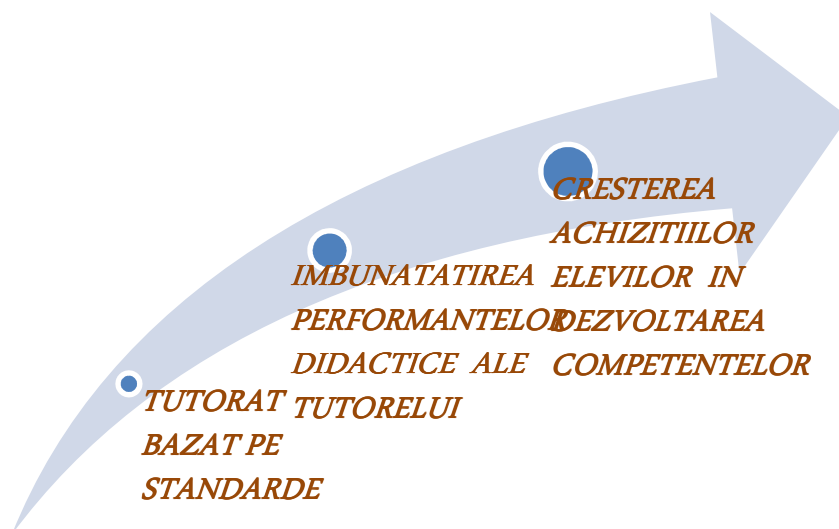 TUTORAT
BAZAT PE
STANDARDE
IMBUNATATIREA
PERFORMANTELOR
DIDACTICE ALE
TUTORELUI
CRESTEREA
ACHIZITIILOR
ELEVILOR IN
DEZVOLTAREA
COMPETENTELOR